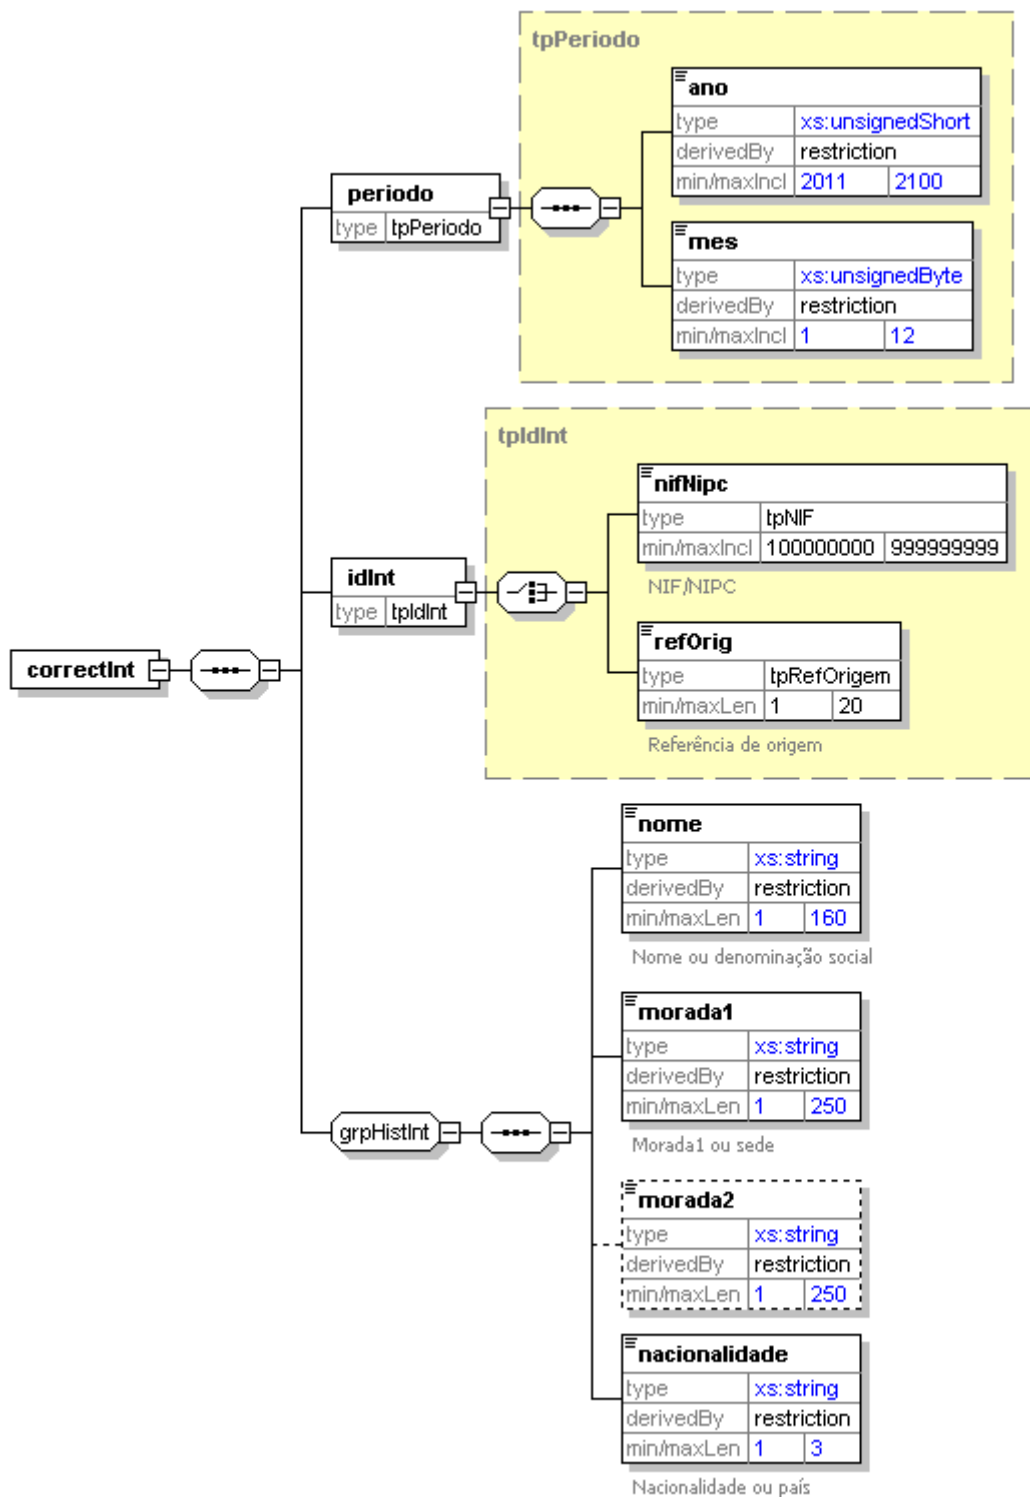 tpPeriodo
ano
type xs:unsignedShort
derivedBy restriction
min/maxIncl 2011 2100
periodo
type tpPeriodo
mes
type xs:unsignedByte
derivedBy restriction
min/maxIncl 1 12
tpIdInt
nifNipc
type tpNIF
min/maxIncl 100000000 999999999
NIF/NIPC
idInt
type tpIdInt
refOrig
type tpRefOrigem
min/maxLen 1 20
Referência de origem
correctInt
nome
type xs:string
derivedBy restriction
min/maxLen 1 160
Nome ou denominação social
morada1
type xs:string
derivedBy restriction
min/maxLen 1 250
Morada1 ou sede
grpHistInt
morada2
type xs:string
derivedBy restriction
min/maxLen 1 250
nacionalidade
type xs:string
derivedBy restriction
min/maxLen 1 3
Nacionalidade ou país